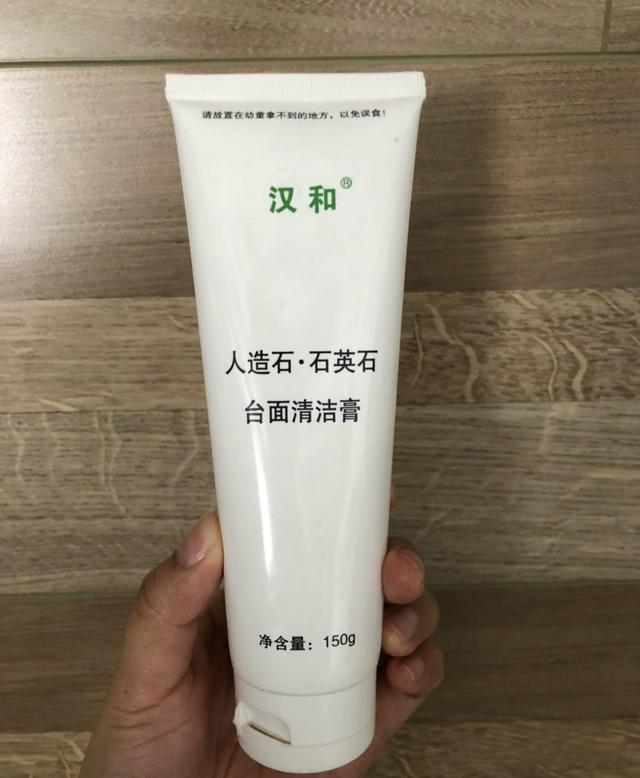 请放置在幼童拿不到的地方，以免误食！
汉和®
人造石·石英石
台面清洁膏
净含量：150g